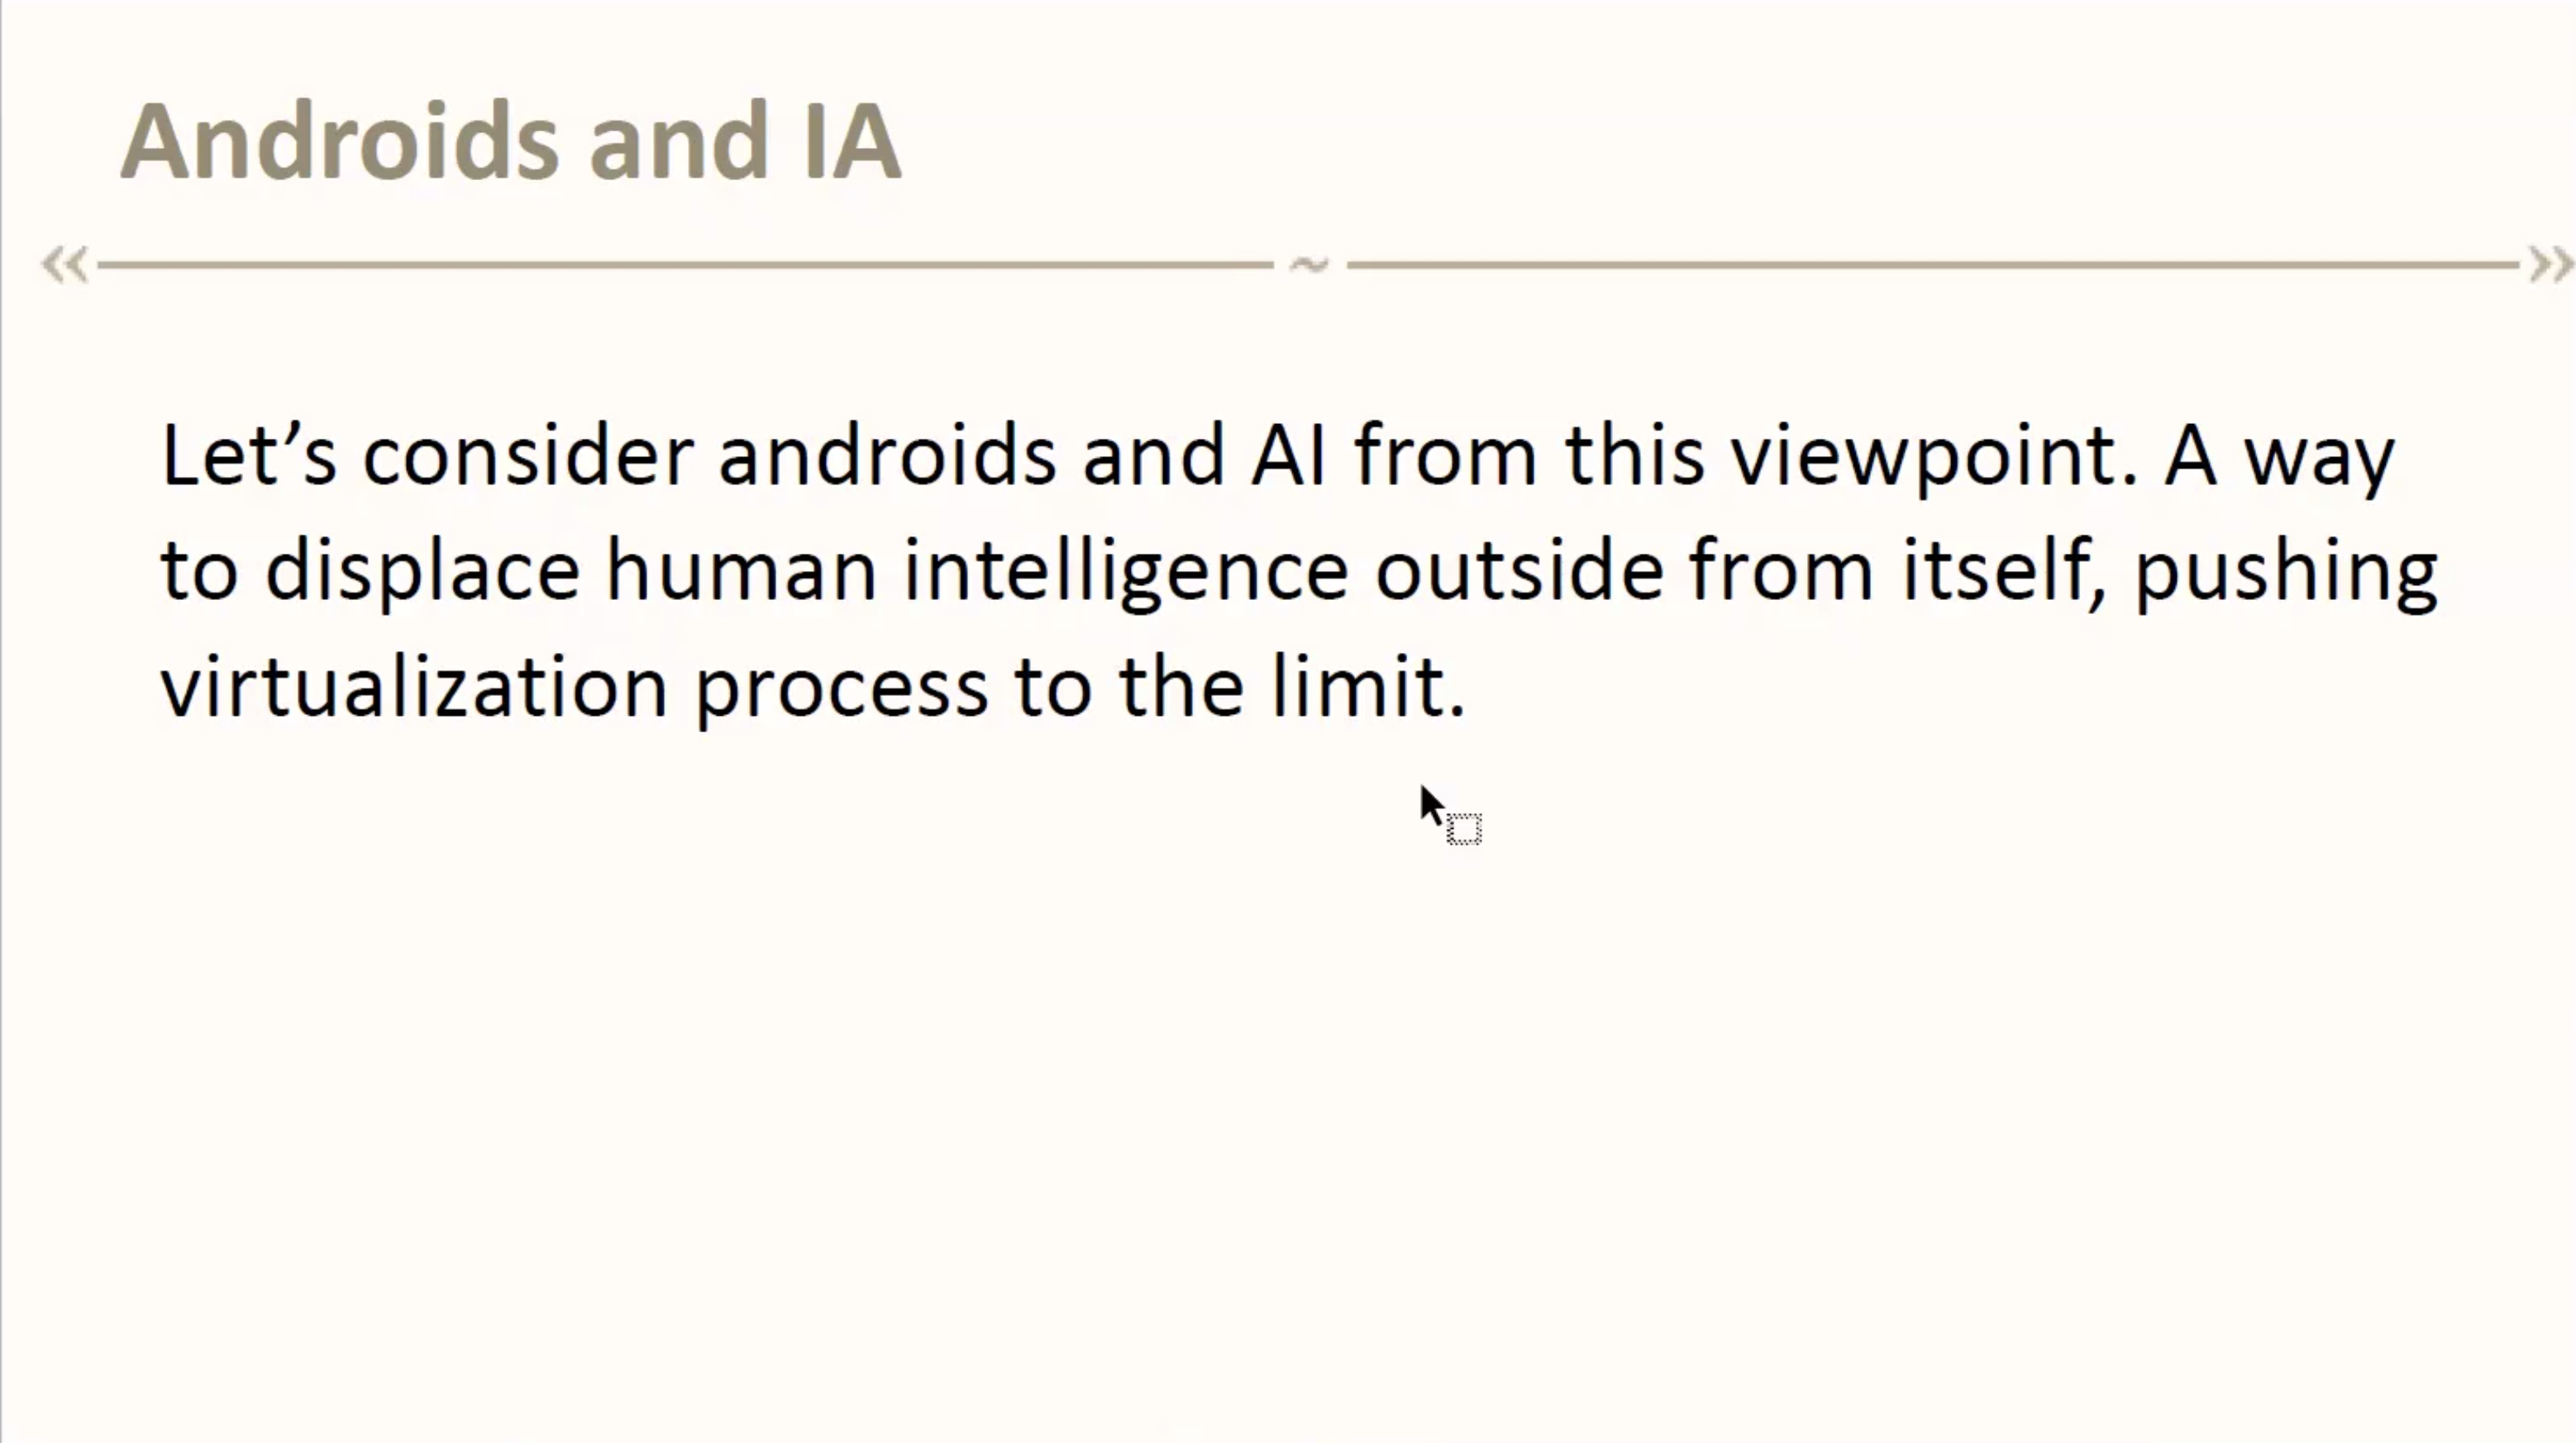 Androids and IA
« ~ »
Let’s consider androids and AI from this viewpoint. A way
to displace human intelligence outside from itself, pushing
virtualization process to the limit.